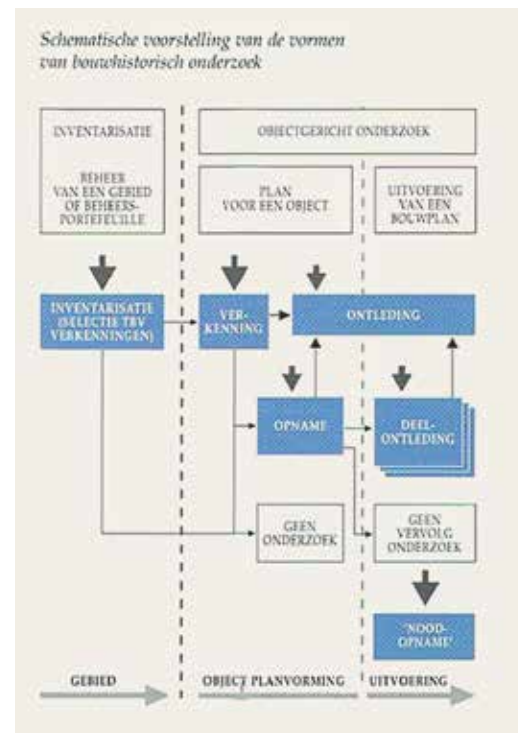 Schematische voorstelling van de vormen
van bouwhistorisch onderzoek
INVENTARISATIE
BEHEER
VAN EEN GEBIED
OF BEHEERS-
PORTEFEUILLE
OBJECTGERICHT ONDERZOEK
PLAN
VOOR EEN OBJECT
UITVOERING
VAN EEN
BOUWPLAN
INVENTARISATIE
(SELECTIE TBV
VERKENNINGEN)
VER-
KENNING
ONTLEDING
OPNAME
DEEL-
ONTLEDING
GEEN
ONDERZOEK
GEEN
VERVOLG
ONDERZOEK
"NOOD-
OPNAME"
GEBIED
OBJECT PLANVORMING
UITVOERING